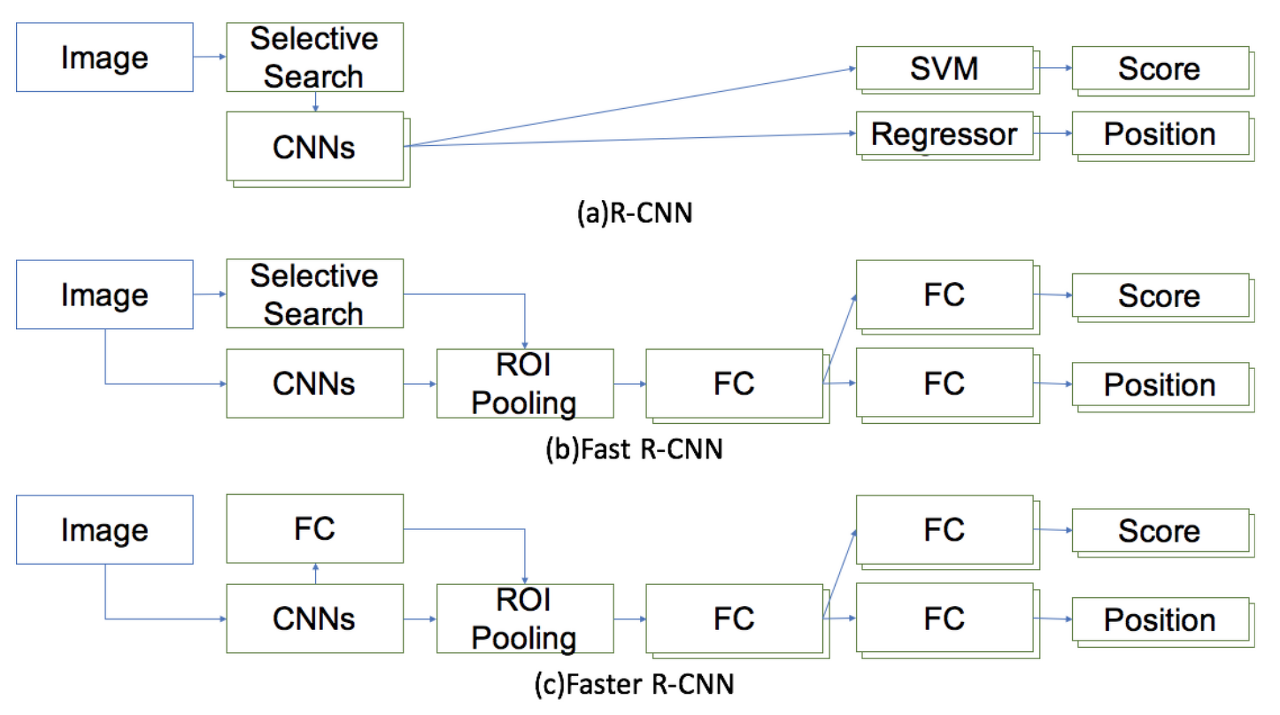 Image
Selective
Search
CNNs
SVM
Score
Regressor
Position
(a)R-CNN
Image
Selective
Search
CNNs
ROI
Pooling
FC
FC
Score
FC
Position
(b)Fast R-CNN
Image
FC
CNNs
ROI
Pooling
FC
FC
Score
FC
Position
(c)Faster R-CNN